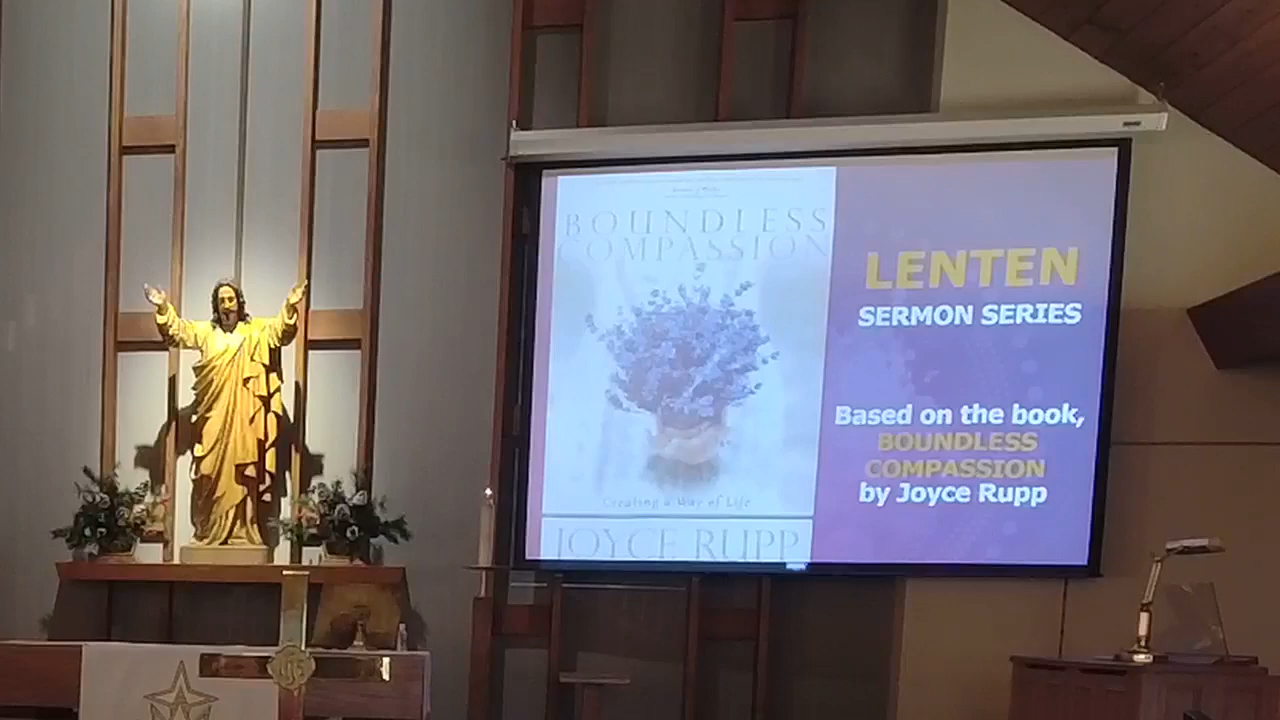 BOUNDLESS
COMPASSION
Creating a Way of Life
JOYCE RUPP
LENTEN
SERMON SERIES
Based on the book,
BOUNDLESS
COMPASSION
by Joyce Rupp
IHS